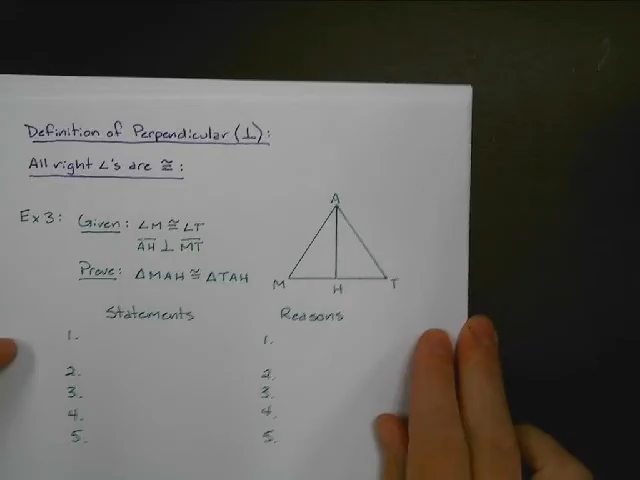 Definition of Perpendicular (⊥):
All right ∠'s are ≅:
Ex 3: Given: ∠M ≅ ∠T
AH ⊥ MT
Prove: △MAH ≅ △TAH
A
M H T
Statements Reasons
1. 1.
2. 2.
3. 3.
4. 4.
5. 5.